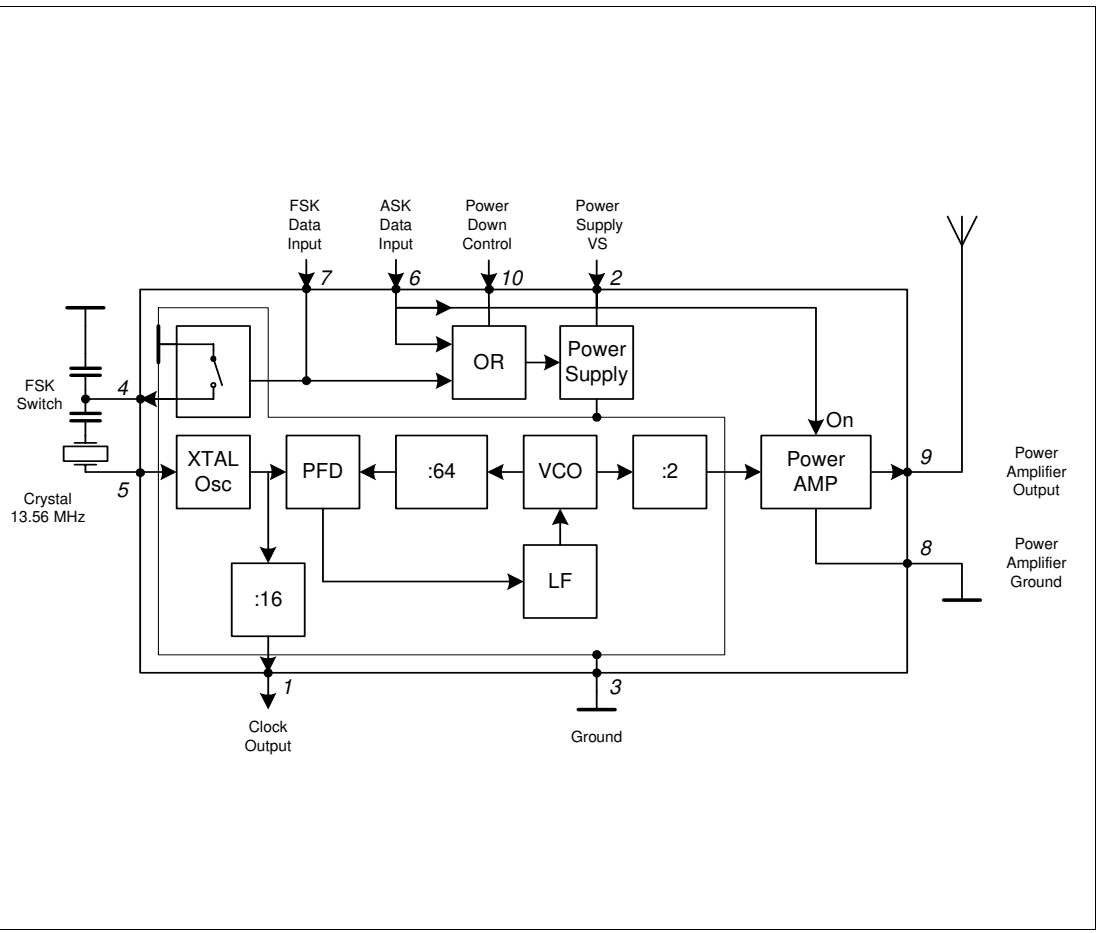 FSK
Data
Input
ASK
Data
Input
Power
Down
Control
Power
Supply
VS
7
6
10
2
OR
Power
Supply
FSK
Switch
4
On
XTAL
Osc
PFD
:64
VCO
:2
Power
AMP
9
Power
Amplifier
Output
5
Crystal
13.56 MHz
8
Power
Amplifier
Ground
:16
LF
1
3
Clock
Output
Ground